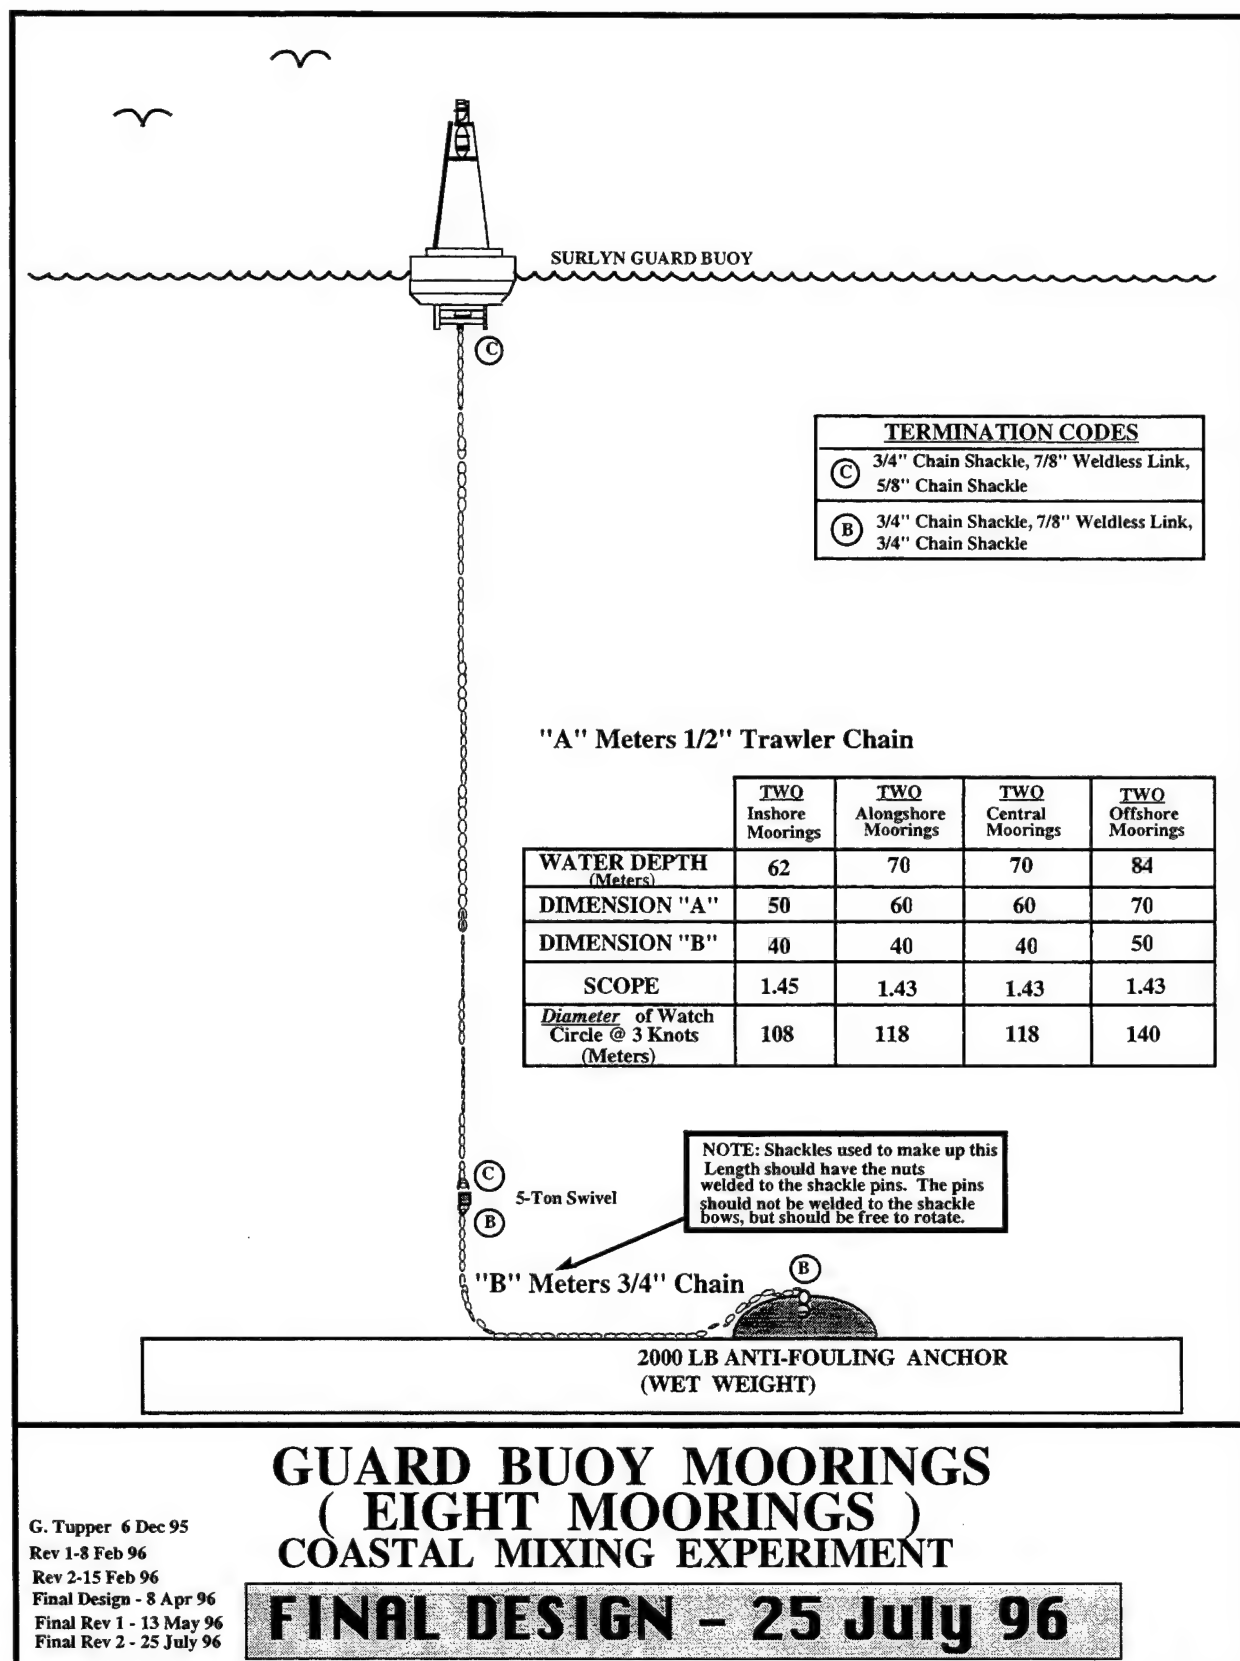 SURLYN GUARD BUOY
C
TERMINATION CODES
C 3/4" Chain Shackle, 7/8" Weldless Link,
5/8" Chain Shackle
B 3/4" Chain Shackle, 7/8" Weldless Link,
3/4" Chain Shackle
"A" Meters 1/2" Trawler Chain
TWO TWO TWO TWO
Inshore Alongshore Central Offshore
Moorings Moorings Moorings Moorings
WATER DEPTH 62 70 70 84
(Meters)
DIMENSION "A" 50 60 60 70
DIMENSION "B" 40 40 40 50
SCOPE 1.45 1.43 1.43 1.43
Diameter of Watch
Circle @ 3 Knots 108 118 118 140
(Meters)
NOTE: Shackles used to make up this
Length should have the nuts
welded to the shackle pins. The pins
should not be welded to the shackle
bows, but should be free to rotate.
C
5-Ton Swivel
B
"B" Meters 3/4" Chain
B
2000 LB ANTI-FOULING ANCHOR
(WET WEIGHT)
GUARD BUOY MOORINGS
( EIGHT MOORINGS )
COASTAL MIXING EXPERIMENT
G. Tupper 6 Dec 95
Rev 1-8 Feb 96
Rev 2-15 Feb 96
Final Design - 8 Apr 96
Final Rev 1 - 13 May 96
Final Rev 2 - 25 July 96
FINAL DESIGN - 25 July 96